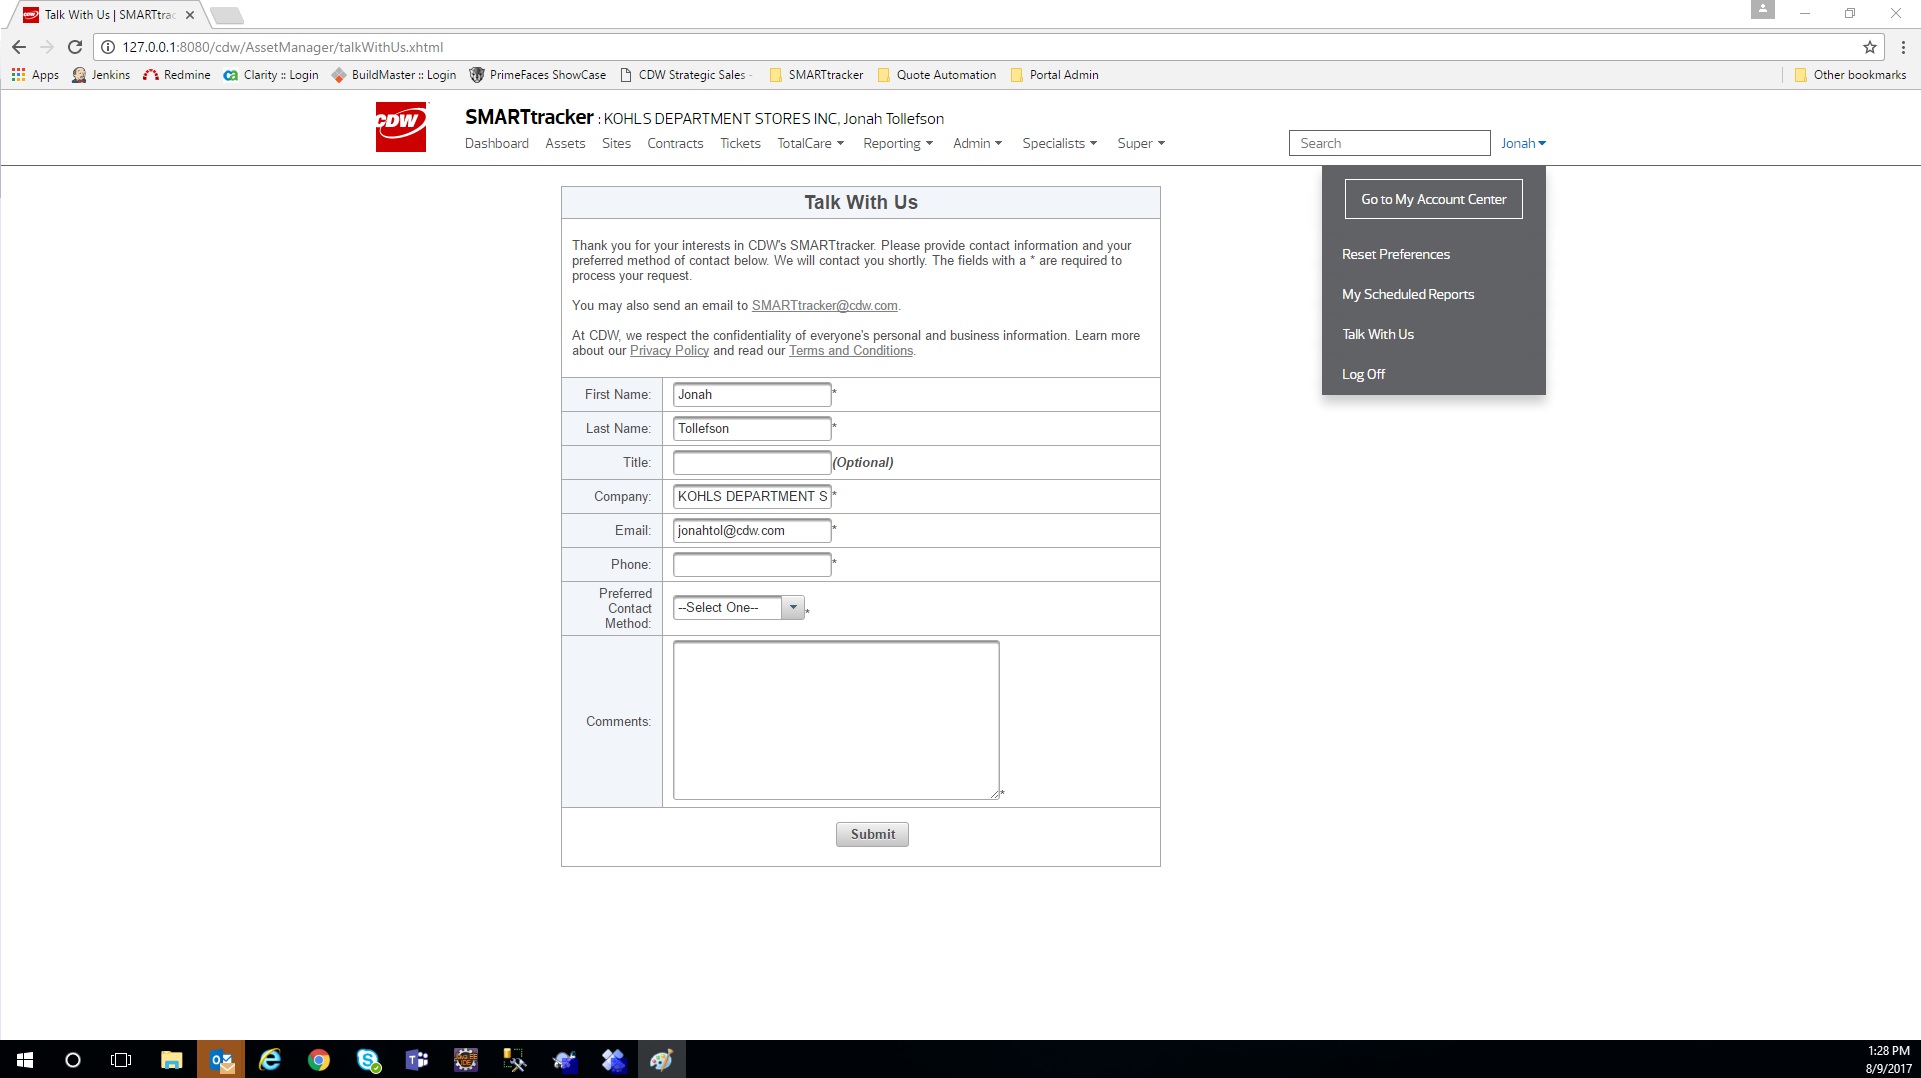 Talk With Us | SMARTtrac
127.0.0.1:8080/cdw/AssetManager/talkWithUs.xhtml
Apps Jenkins Redmine Clarity :: Login BuildMaster :: Login PrimeFaces ShowCase CDW Strategic Sales - SMARTtracker Quote Automation Portal Admin Other bookmarks
CDW
SMARTtracker : KOHLS DEPARTMENT STORES INC, Jonah Tollefson
Dashboard Assets Sites Contracts Tickets TotalCare Reporting Admin Specialists Super Search Jonah
Go to My Account Center
Reset Preferences
My Scheduled Reports
Talk With Us
Log Off
Talk With Us
Thank you for your interests in CDW's SMARTtracker. Please provide contact information and your
preferred method of contact below. We will contact you shortly. The fields with a * are required to
process your request.
You may also send an email to SMARTtracker@cdw.com.
At CDW, we respect the confidentiality of everyone's personal and business information. Learn more
about our Privacy Policy and read our Terms and Conditions.
First Name: Jonah *
Last Name: Tollefson *
Title: (Optional)
Company: KOHLS DEPARTMENT S *
Email: jonahtol@cdw.com *
Phone: *
Preferred
Contact
Method: --Select One-- *
Comments: *
Submit
1:28 PM
8/9/2017